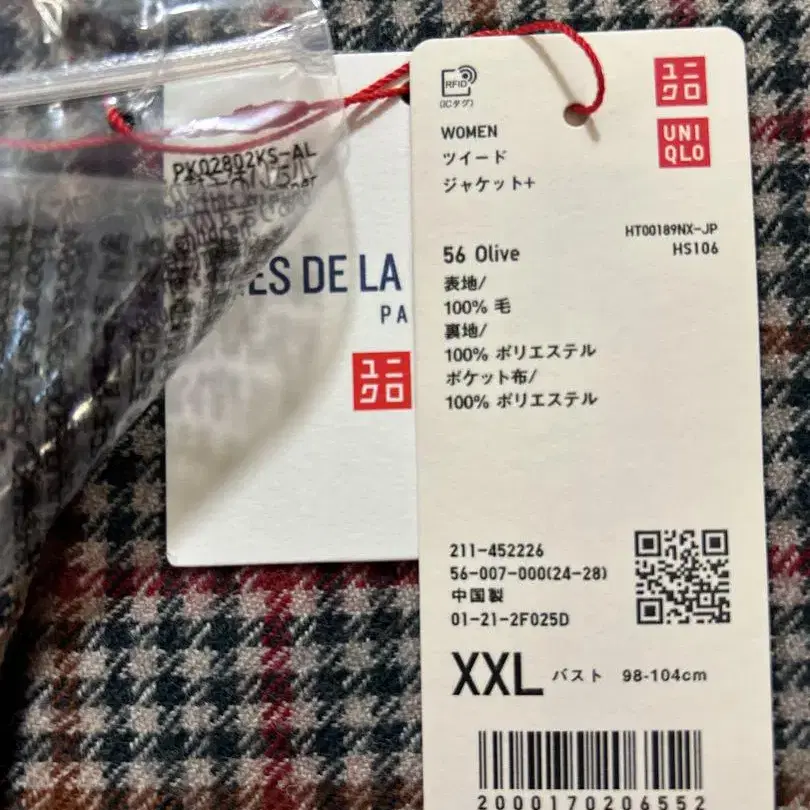 PK02802KS-AL
ES DE LA
PA
ユニ
クロ
RFID
(ICタグ)
ユニ
クロ
UNI
QLO
WOMEN
ツイード
ジャケット+
HT00189NX-JP
HS106
56 Olive
表地/
100% 毛
裏地/
100% ポリエステル
ポケット布/
100% ポリエステル
211-452226
56-007-000(24-28)
中国製
01-21-2F025D
XXL バスト 98-104cm
2000170206552